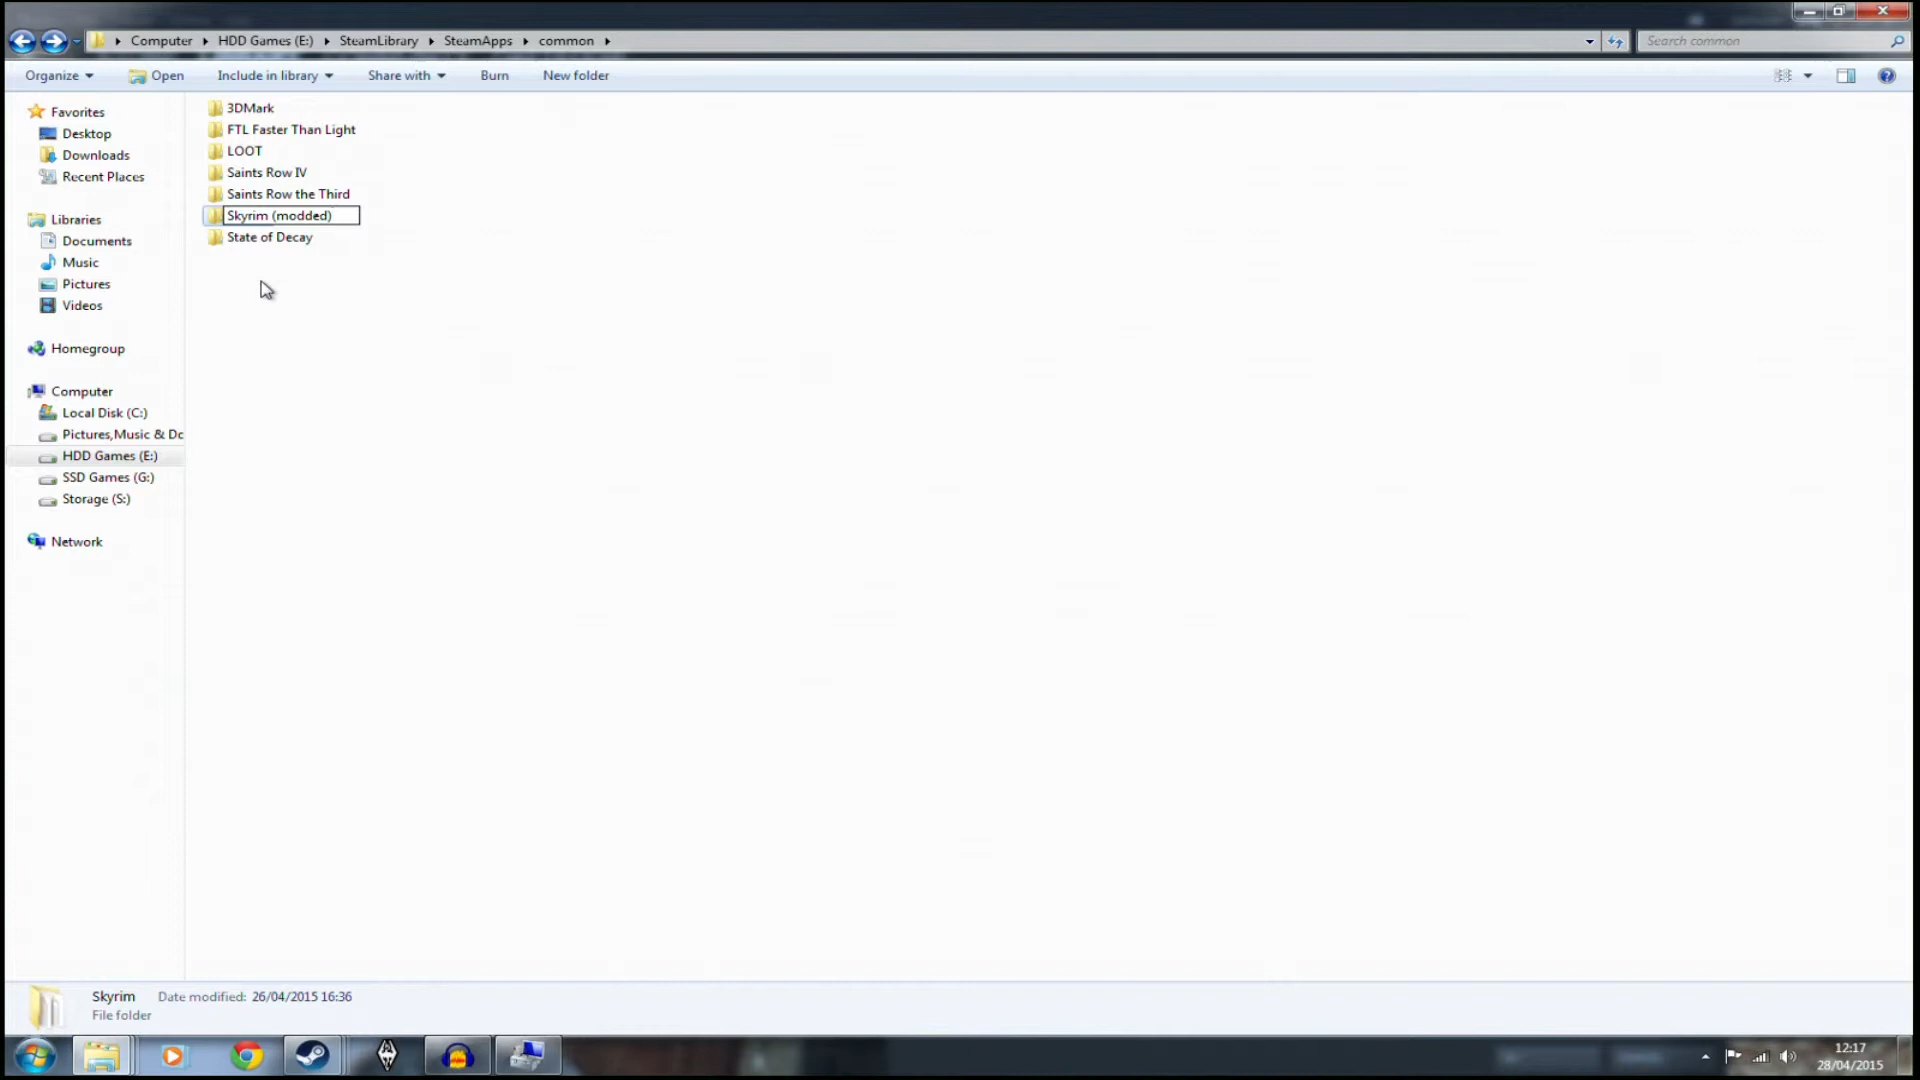 Computer HDD Games (E:) SteamLibrary SteamApps common
Search common
Organize Open Include in library Share with Burn New folder
Favorites
Desktop
Downloads
Recent Places
Libraries
Documents
Music
Pictures
Videos
Homegroup
Computer
Local Disk (C:)
Pictures,Music & Dc
HDD Games (E:)
SSD Games (G:)
Storage (S:)
Network
3DMark
FTL Faster Than Light
LOOT
Saints Row IV
Saints Row the Third
Skyrim (modded)
State of Decay
Skyrim Date modified: 26/04/2015 16:36
File folder
12:17
28/04/2015